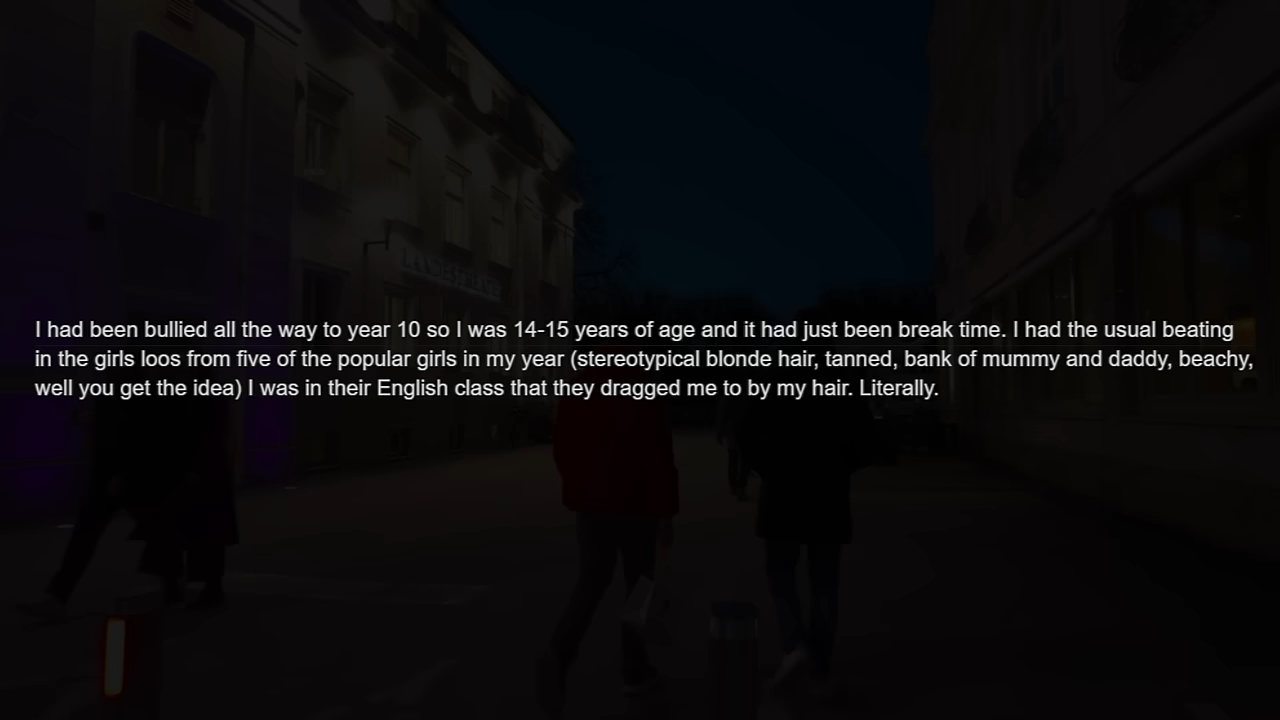 I had been bullied all the way to year 10 so I was 14-15 years of age and it had just been break time. I had the usual beating
in the girls loos from five of the popular girls in my year (stereotypical blonde hair, tanned, bank of mummy and daddy, beachy,
well you get the idea) I was in their English class that they dragged me to by my hair. Literally.